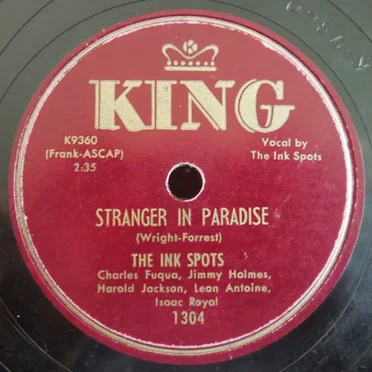 K
KING
K9360
(Frank-ASCAP)
2:35
Vocal by
The Ink Spots
STRANGER IN PARADISE
(Wright-Forrest)
THE INK SPOTS
Charles Fuqua, Jimmy Holmes,
Harold Jackson, Leon Antoine,
Isaac Royal
1304